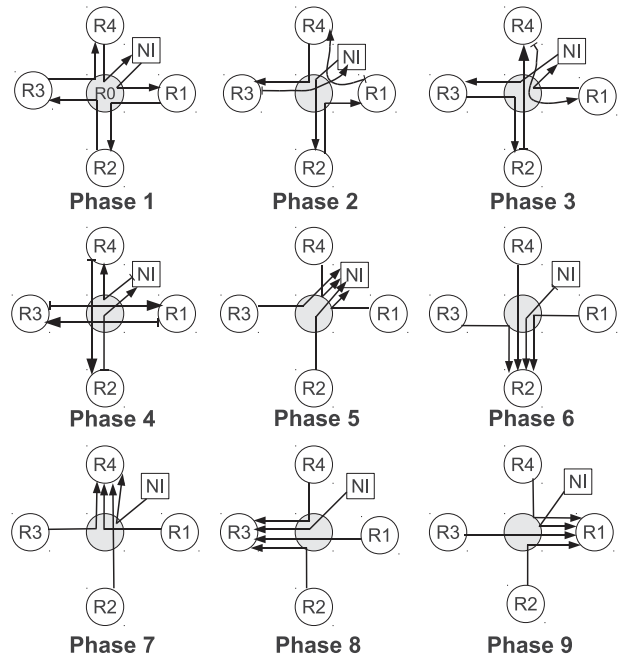 R4
NI
R3
R0
R1
R2
Phase 1
R4
NI
R3
R1
R2
Phase 2
R4
NI
R3
R1
R2
Phase 3
R4
NI
R3
R1
R2
Phase 4
R4
NI
R3
R1
R2
Phase 5
R4
NI
R3
R1
R2
Phase 6
R4
NI
R3
R1
R2
Phase 7
R4
NI
R3
R1
R2
Phase 8
R4
NI
R3
R1
R2
Phase 9